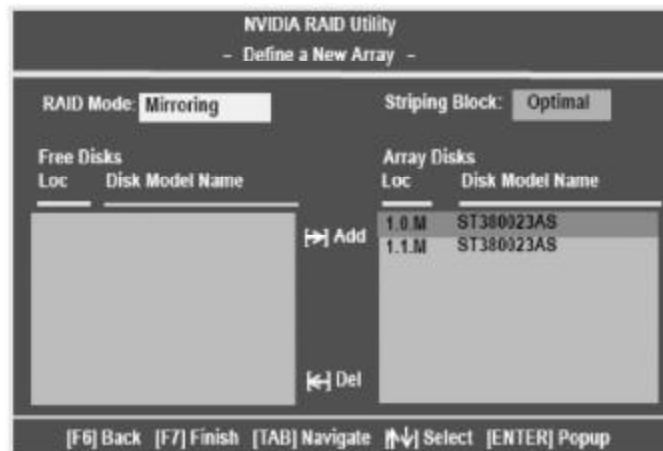 NVIDIA RAID Utility
– Define a New Array –
RAID Mode: Mirroring
Striping Block: Optimal
Free Disks
Loc Disk Model Name
Array Disks
Loc Disk Model Name
1.0.M ST380023AS
1.1.M ST380023AS
[→] Add
[←] Del
[F6] Back [F7] Finish [TAB] Navigate [↑↓] Select [ENTER] Popup